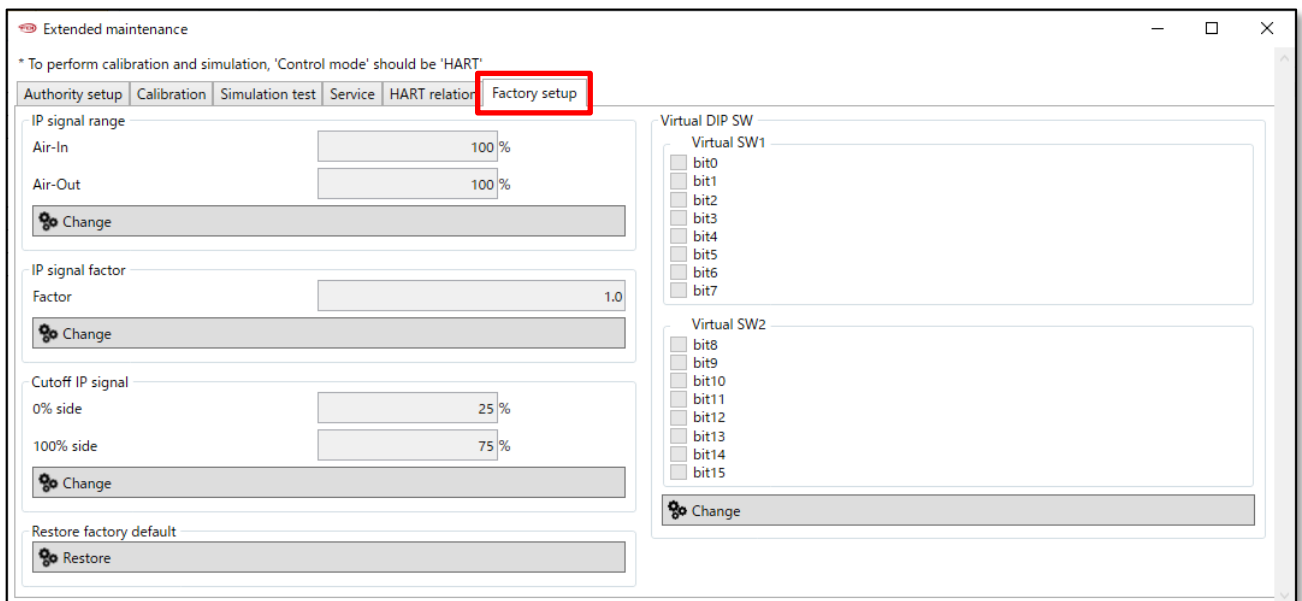 Extended maintenance
* To perform calibration and simulation, 'Control mode' should be 'HART'
Authority setup Calibration Simulation test Service HART relation Factory setup
IP signal range
Air-In 100 %
Air-Out 100 %
Change
IP signal factor
Factor 1.0
Change
Cutoff IP signal
0% side 25 %
100% side 75 %
Change
Restore factory default
Restore
Virtual DIP SW
Virtual SW1
bit0
bit1
bit2
bit3
bit4
bit5
bit6
bit7
Virtual SW2
bit8
bit9
bit10
bit11
bit12
bit13
bit14
bit15
Change